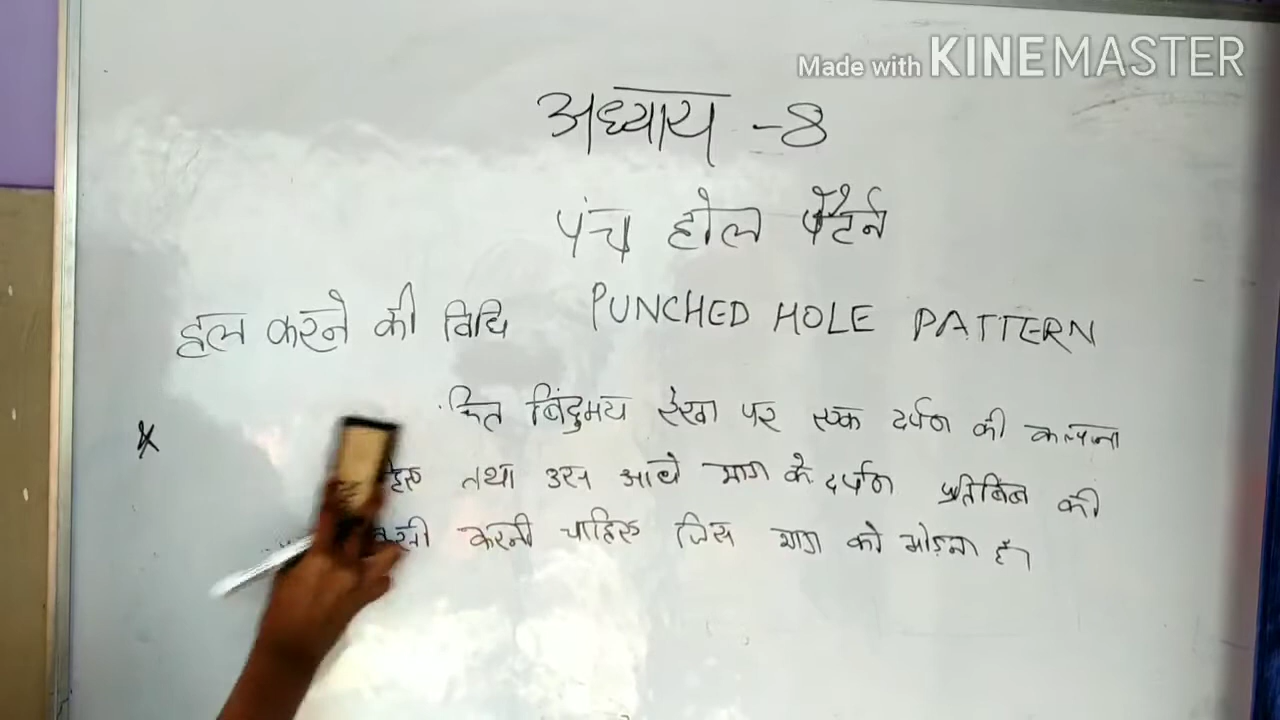 Made with KINEMASTER
अध्याय -8
पंच होल पैटर्न
हल करने की विधि PUNCHED HOLE PATTERN
बिंदुमय रेखा पर एक दर्पण की कल्पना
तथा उस आधे भाग के दर्पण प्रतिबिंब की
करनी चाहिए जिस भाग को मोड़ना है।